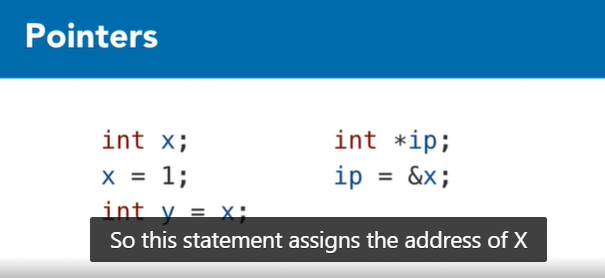 Pointers
int x;
x = 1;
int y = x;
int *ip;
ip = &x;
So this statement assigns the address of X